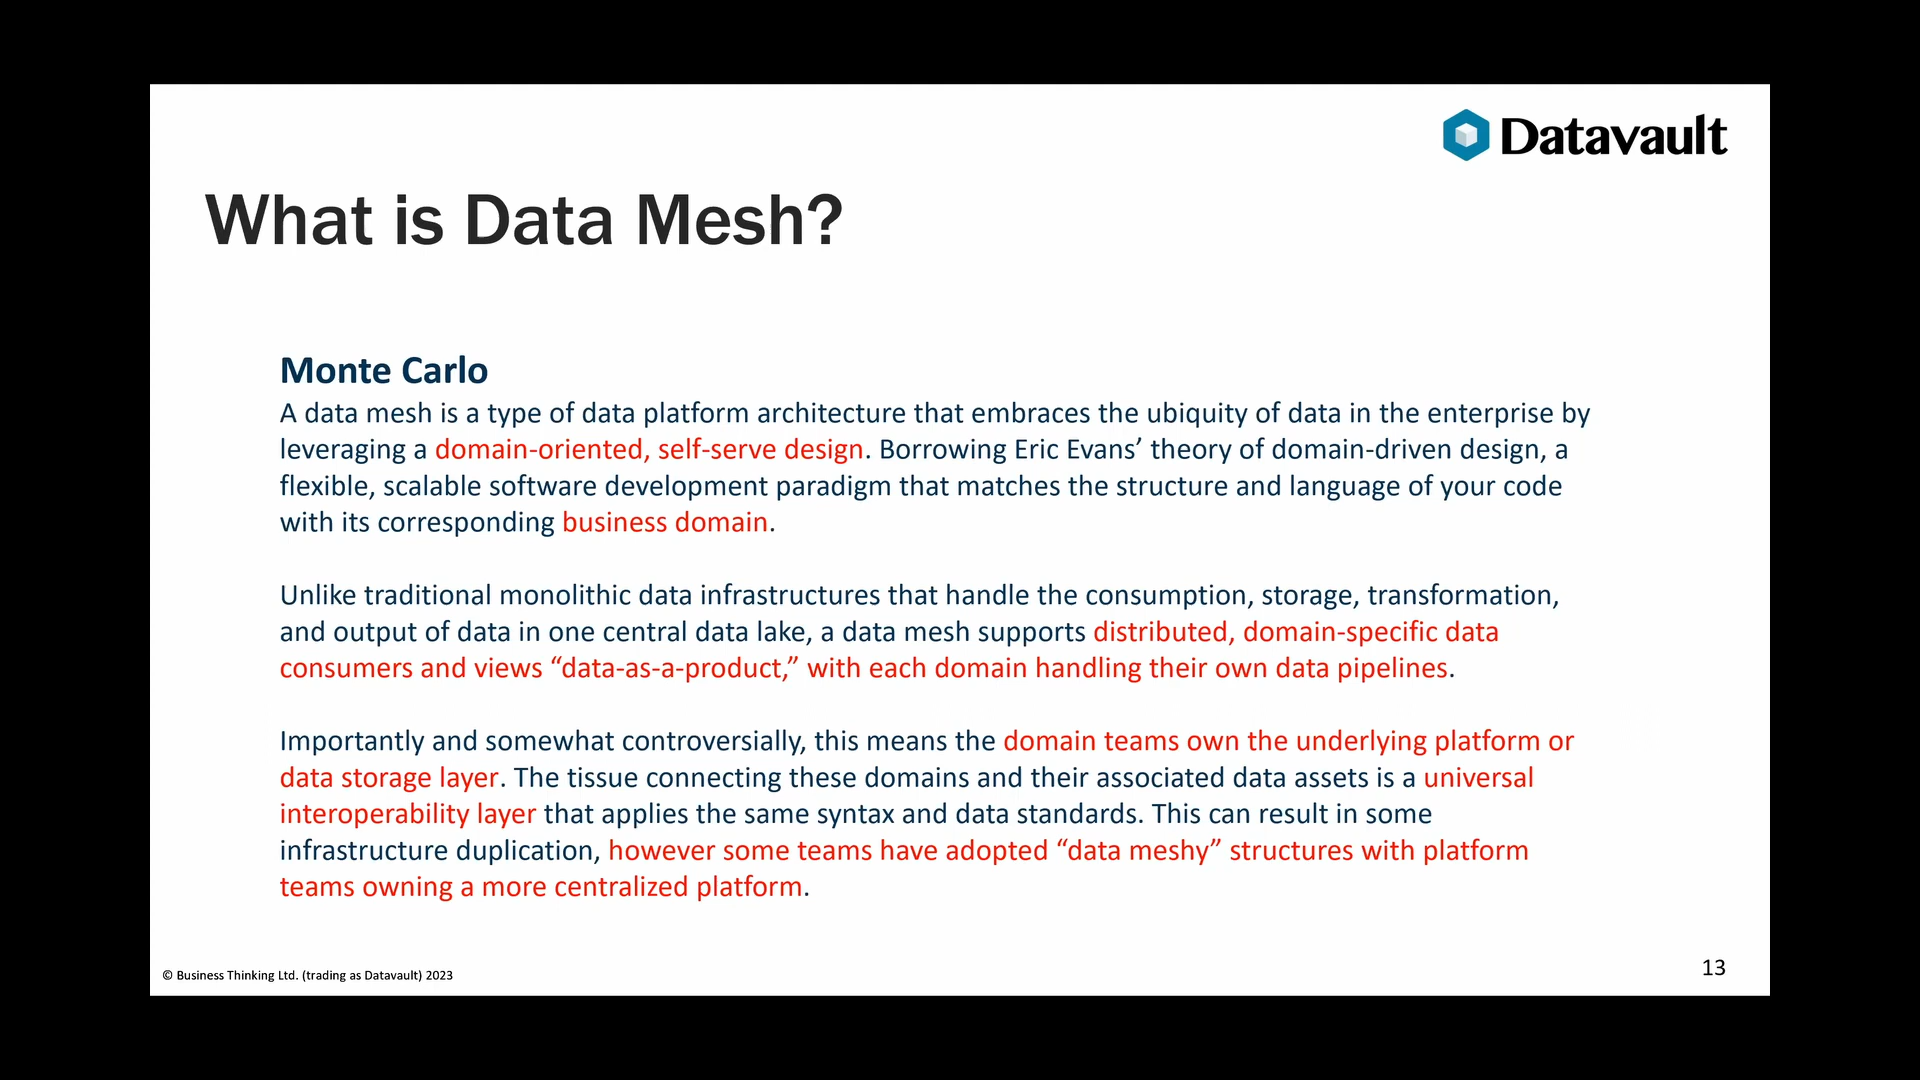 Datavault
What is Data Mesh?
Monte Carlo
A data mesh is a type of data platform architecture that embraces the ubiquity of data in the enterprise by
leveraging a domain-oriented, self-serve design. Borrowing Eric Evans’ theory of domain-driven design, a
flexible, scalable software development paradigm that matches the structure and language of your code
with its corresponding business domain.
Unlike traditional monolithic data infrastructures that handle the consumption, storage, transformation,
and output of data in one central data lake, a data mesh supports distributed, domain-specific data
consumers and views “data-as-a-product,” with each domain handling their own data pipelines.
Importantly and somewhat controversially, this means the domain teams own the underlying platform or
data storage layer. The tissue connecting these domains and their associated data assets is a universal
interoperability layer that applies the same syntax and data standards. This can result in some
infrastructure duplication, however some teams have adopted “data meshy” structures with platform
teams owning a more centralized platform.
© Business Thinking Ltd. (trading as Datavault) 2023
13